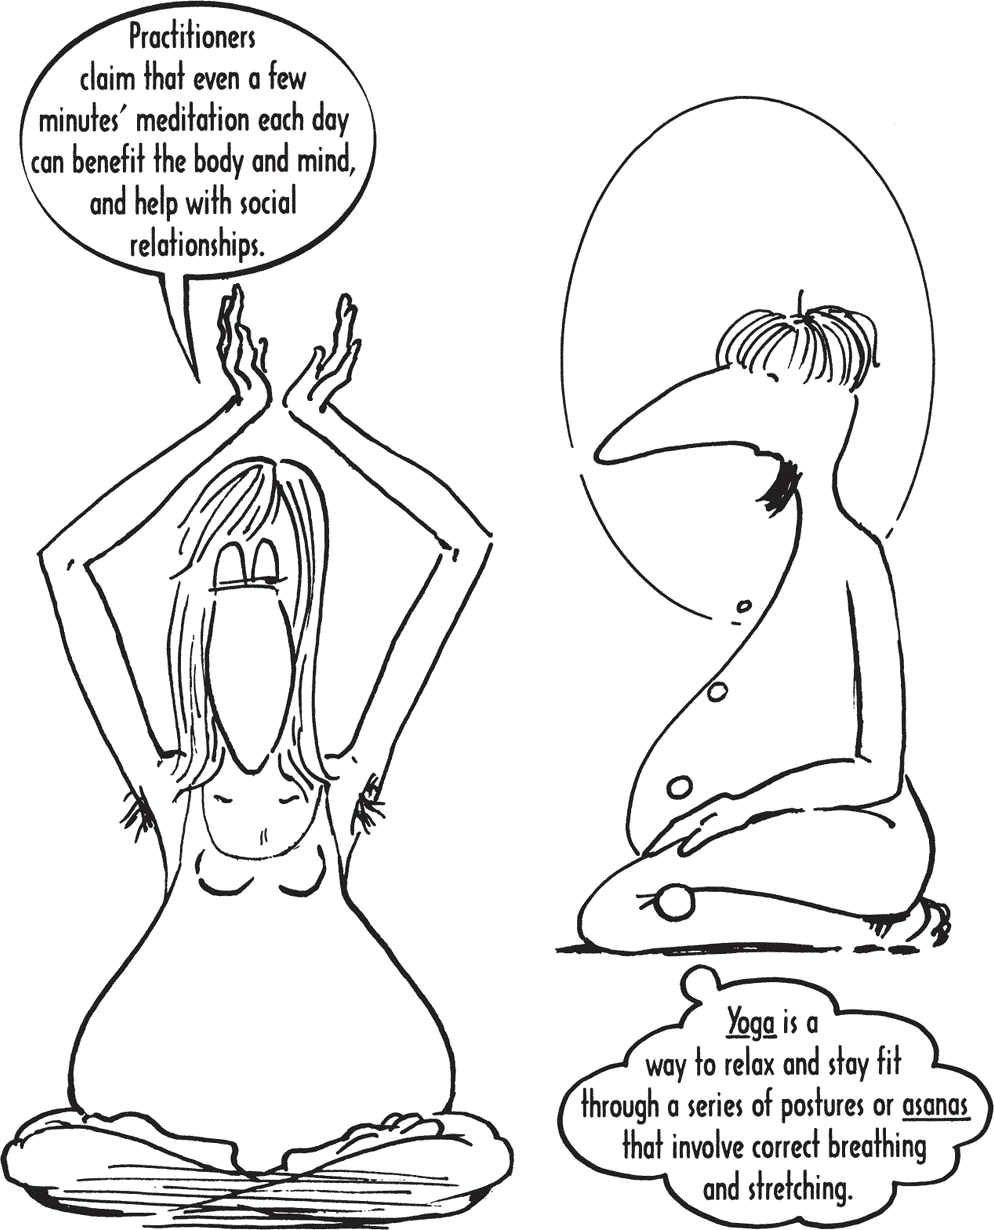 Practitioners
claim that even a few
minutes' meditation each day
can benefit the body and mind,
and help with social
relationships.
Yoga is a
way to relax and stay fit
through a series of postures or asanas
that involve correct breathing
and stretching.